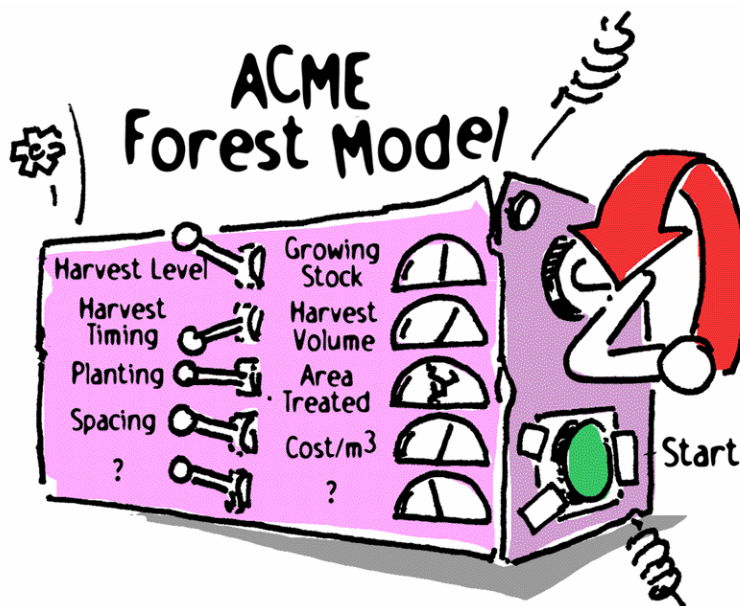 ACME
Forest Model
Harvest Level
Harvest
Timing
Planting
Spacing
?
Growing
Stock
Harvest
Volume
Area
Treated
Cost/m³
?
Start